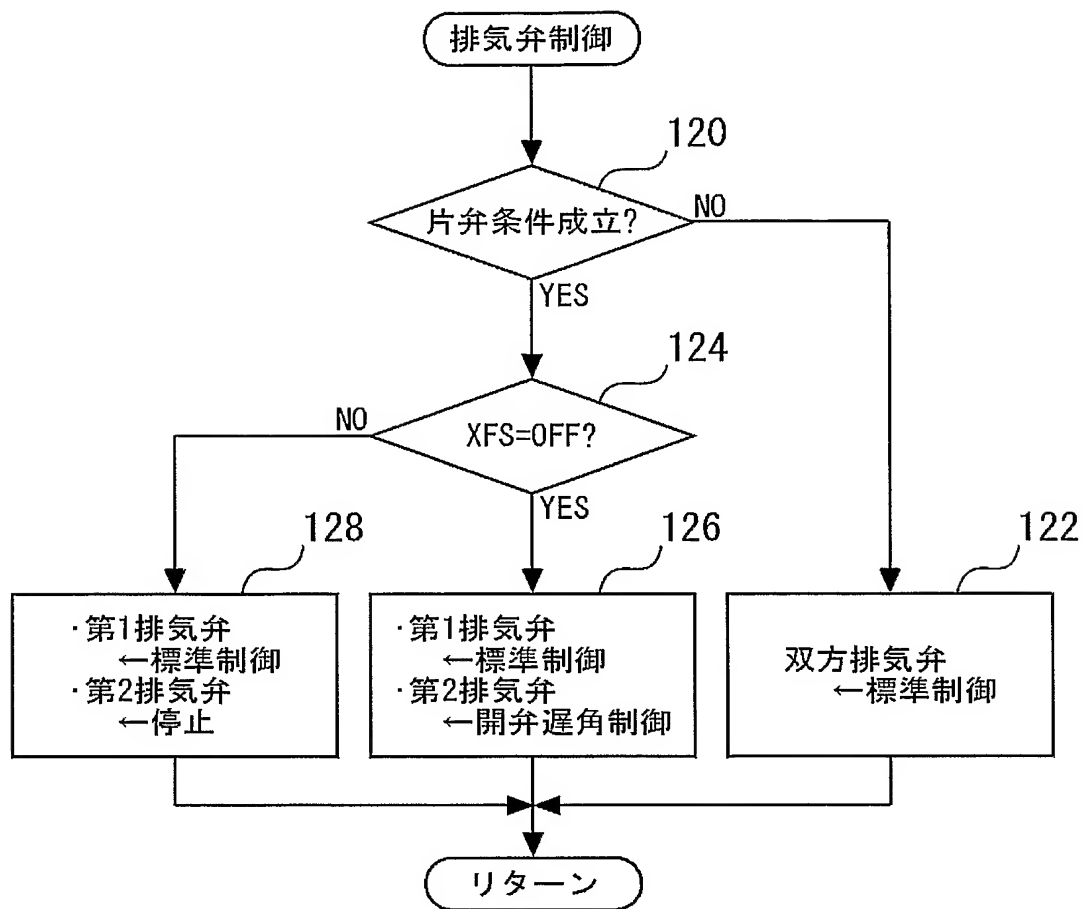 排気弁制御
120
片弁条件成立?
NO
YES
124
XFS=OFF?
NO
YES
128
126
122
・第1排気弁
←標準制御
・第2排気弁
←停止
・第1排気弁
←標準制御
・第2排気弁
←開弁遅角制御
双方排気弁
←標準制御
リターン